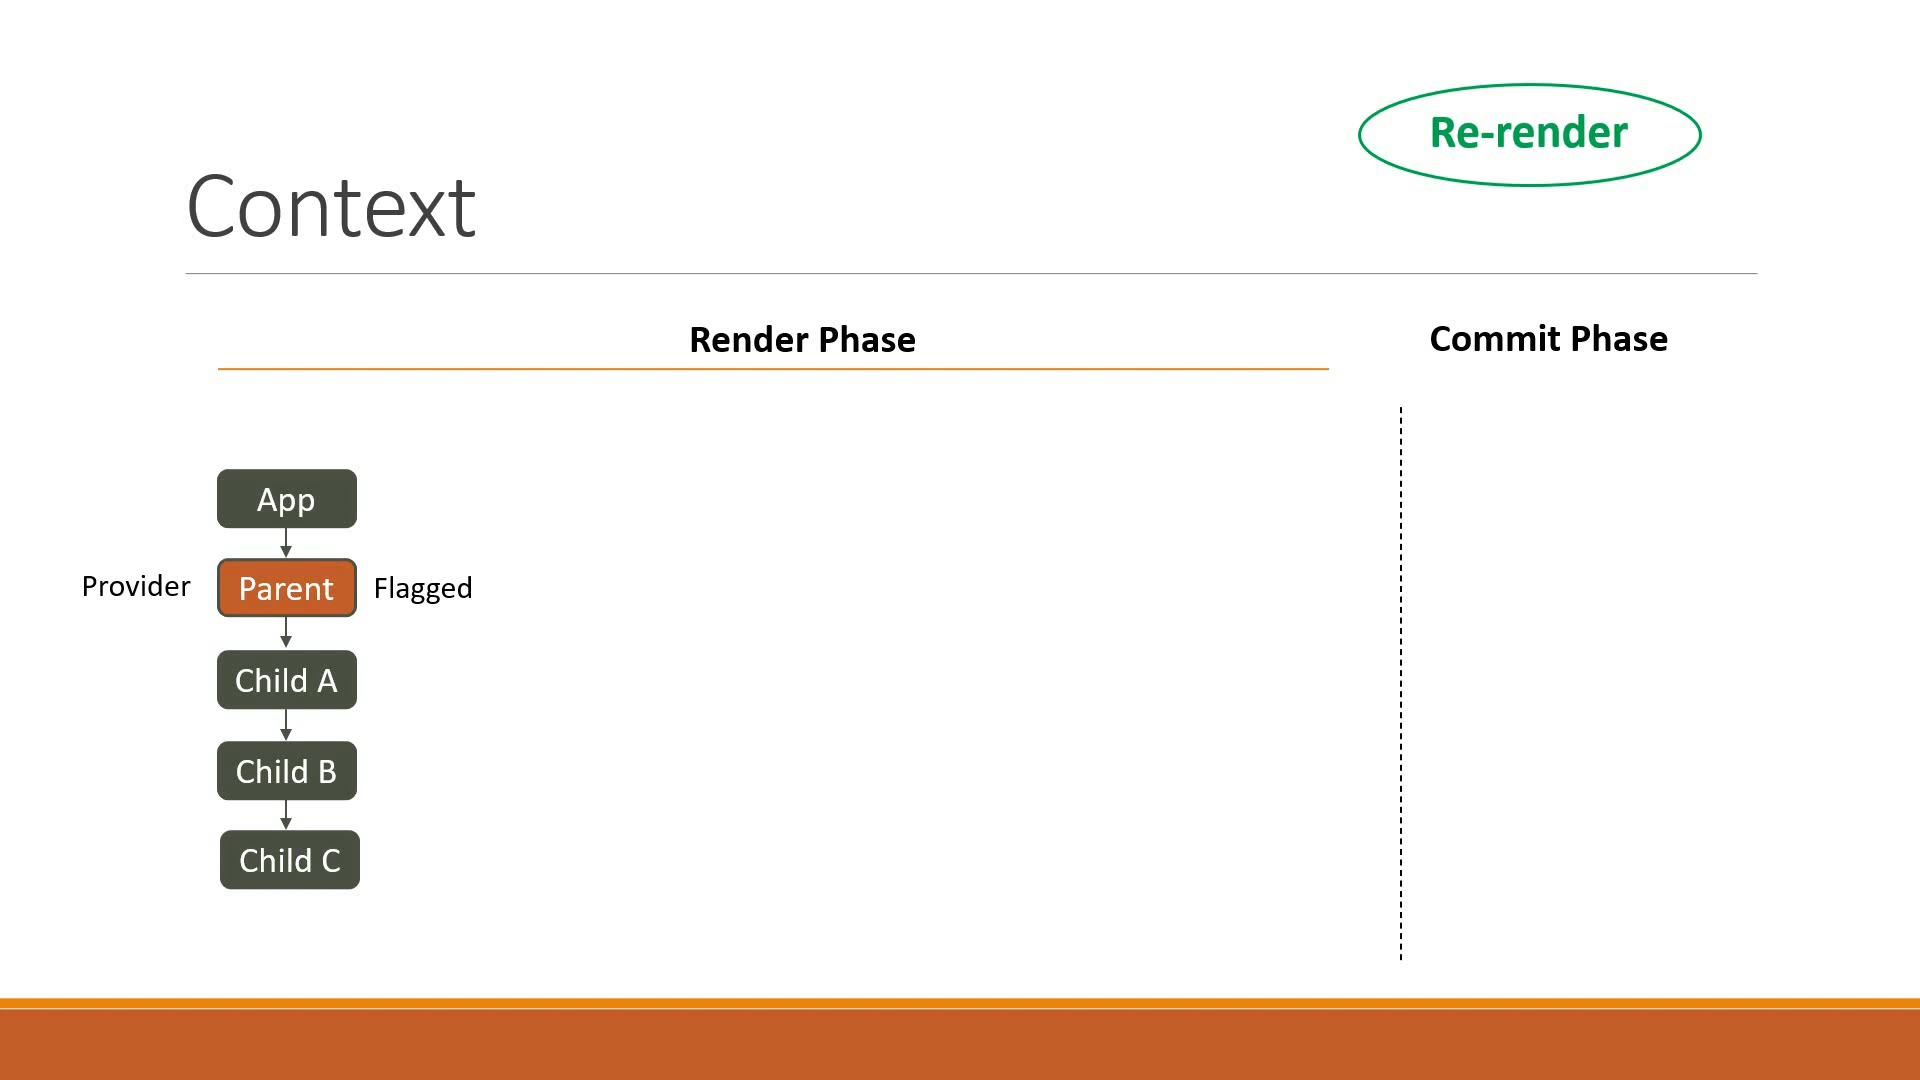 Re-render
Context
Render Phase
Commit Phase
App
Provider
Parent
Flagged
Child A
Child B
Child C